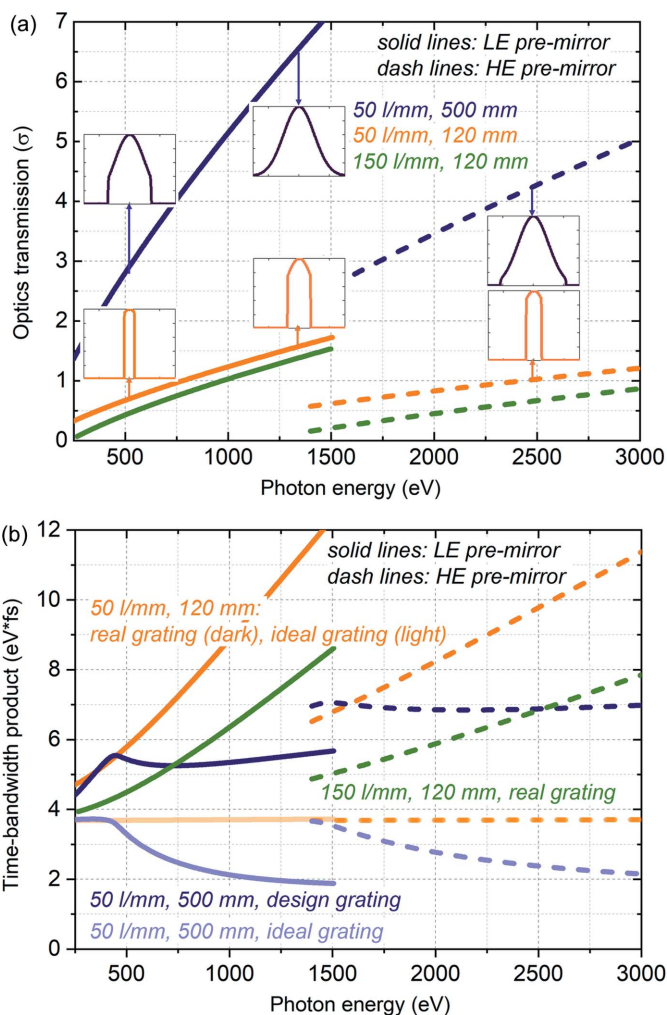 (a)
7
6
5
4
3
2
1
0
Optics transmission (σ)
solid lines: LE pre-mirror
dash lines: HE pre-mirror
50 l/mm, 500 mm
50 l/mm, 120 mm
150 l/mm, 120 mm
500 1000 1500 2000 2500 3000
Photon energy (eV)
(b)
12
10
8
6
4
2
0
Time-bandwidth product (eV*fs)
solid lines: LE pre-mirror
dash lines: HE pre-mirror
50 l/mm, 120 mm:
real grating (dark), ideal grating (light)
150 l/mm, 120 mm, real grating
50 l/mm, 500 mm, design grating
50 l/mm, 500 mm, ideal grating
500 1000 1500 2000 2500 3000
Photon energy (eV)